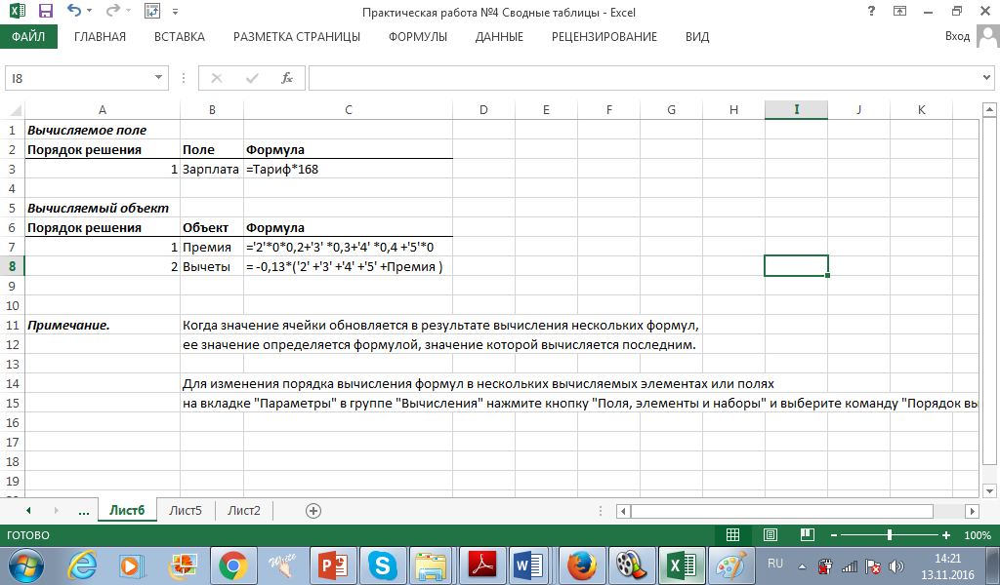 Практическая работа №4 Сводные таблицы - Excel
?
ФАЙЛ ГЛАВНАЯ ВСТАВКА РАЗМЕТКА СТРАНИЦЫ ФОРМУЛЫ ДАННЫЕ РЕЦЕНЗИРОВАНИЕ ВИД Вход
I8 fx
A B C D E F G H I J K
1 Вычисляемое поле
2 Порядок решения Поле Формула
3 1 Зарплата =Тариф*168
4
5 Вычисляемый объект
6 Порядок решения Объект Формула
7 1 Премия ='2'*0*0,2+'3' *0,3+'4' *0,4 +'5'*0
8 2 Вычеты = -0,13*('2' +'3' +'4' +'5' +Премия )
9
10
11 Примечание. Когда значение ячейки обновляется в результате вычисления нескольких формул,
12 ее значение определяется формулой, значение которой вычисляется последним.
13
14 Для изменения порядка вычисления формул в нескольких вычисляемых элементах или полях
15 на вкладке "Параметры" в группе "Вычисления" нажмите кнопку "Поля, элементы и наборы" и выберите команду "Порядок вы
16
17
18
19
... Лист6 Лист5 Лист2
ГОТОВО 100%
Write
RU 14:21
13.11.2016